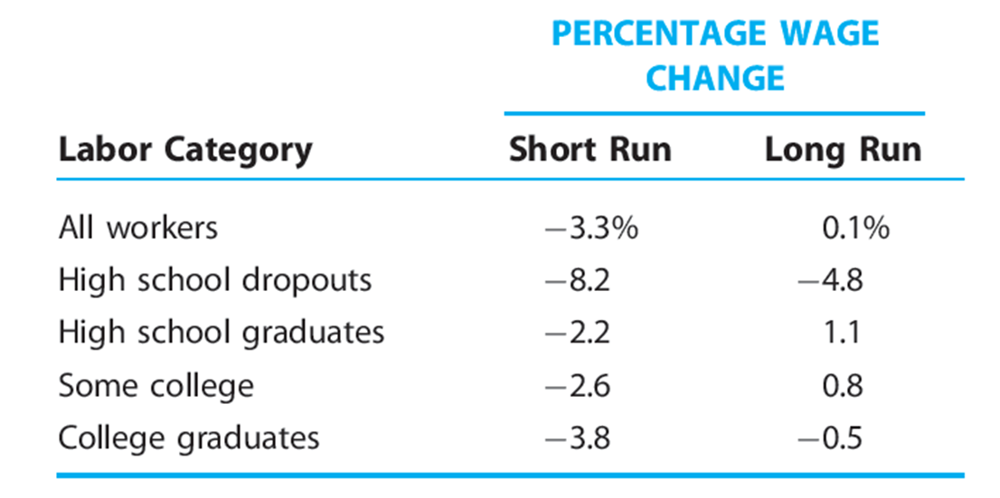 PERCENTAGE WAGE
CHANGE
Labor Category Short Run Long Run
All workers −3.3% 0.1%
High school dropouts −8.2 −4.8
High school graduates −2.2 1.1
Some college −2.6 0.8
College graduates −3.8 −0.5